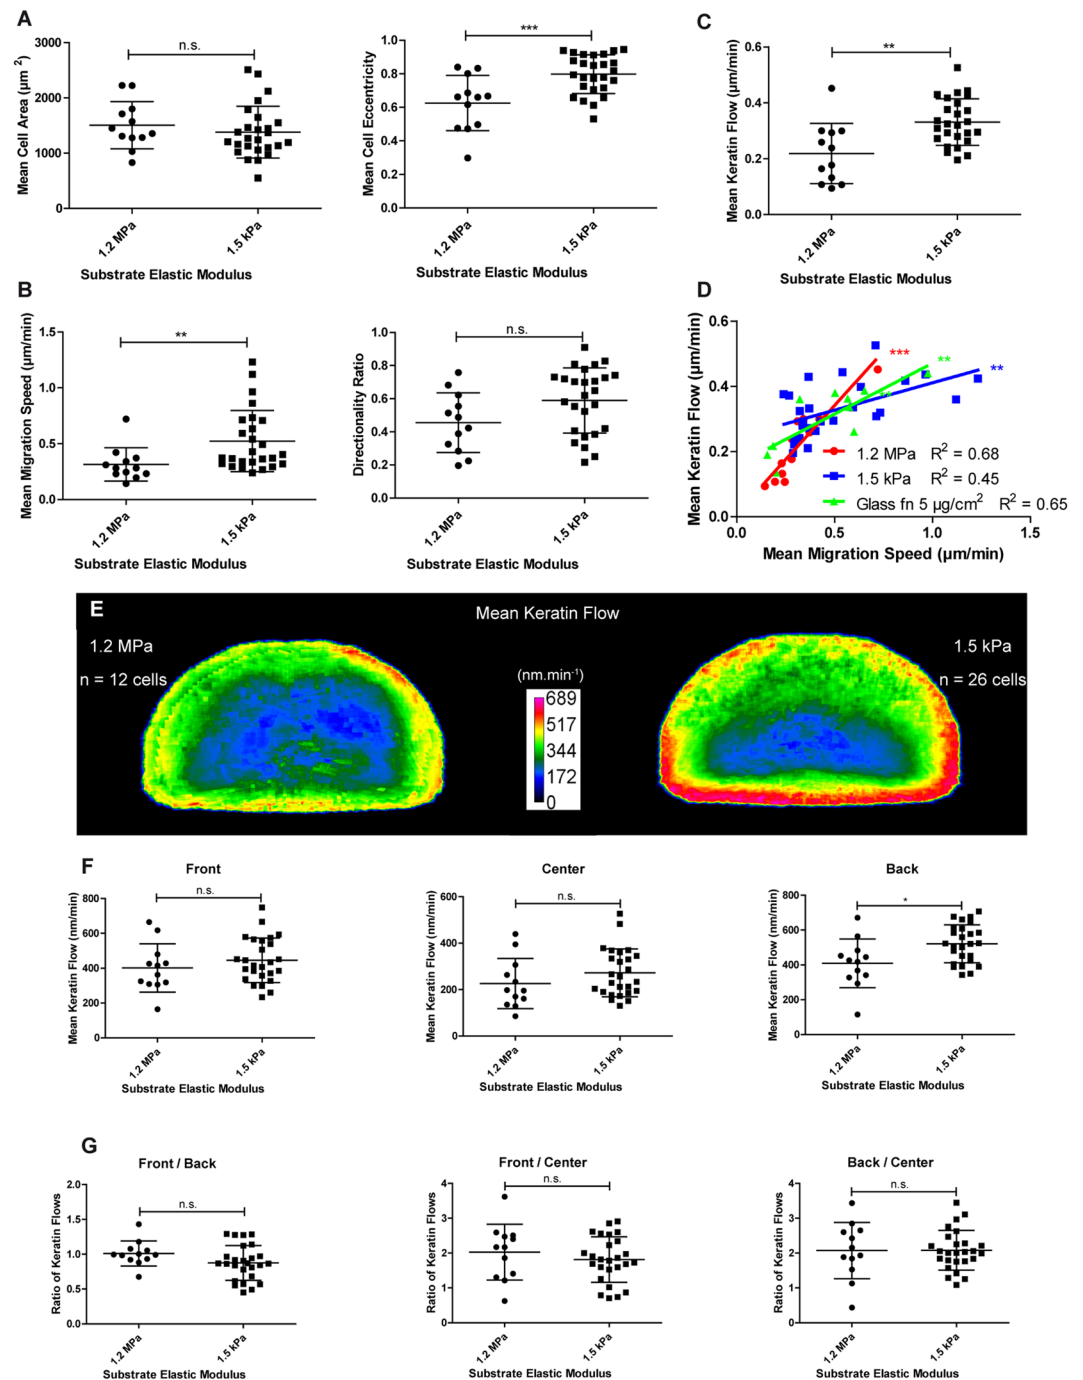 A
n.s.
Mean Cell Area (µm ²)
3000
2000
1000
0
1.2 MPa
1.5 kPa
Substrate Elastic Modulus
***
Mean Cell Eccentricity
1.0
0.8
0.6
0.4
0.2
0.0
1.2 MPa
1.5 kPa
Substrate Elastic Modulus
C
**
Mean Keratin Flow (µm/min)
0.6
0.4
0.2
0.0
1.2 MPa
1.5 kPa
Substrate Elastic Modulus
B
**
Mean Migration Speed (µm/min)
1.5
1.0
0.5
0.0
1.2 MPa
1.5 kPa
Substrate Elastic Modulus
n.s.
Directionality Ratio
1.0
0.8
0.6
0.4
0.2
0.0
1.2 MPa
1.5 kPa
Substrate Elastic Modulus
D
Mean Keratin Flow (µm/min)
0.6
0.4
0.2
0.0
***
**
**
1.2 MPa R² = 0.68
1.5 kPa R² = 0.45
Glass fn 5 µg/cm² R² = 0.65
0.0 0.5 1.0 1.5
Mean Migration Speed (µm/min)
E
Mean Keratin Flow
1.2 MPa
n = 12 cells
(nm.min⁻¹)
689
517
344
172
0
1.5 kPa
n = 26 cells
F
Front
n.s.
Mean Keratin Flow (nm/min)
800
600
400
200
0
1.2 MPa
1.5 kPa
Substrate Elastic Modulus
Center
n.s.
Mean Keratin Flow (nm/min)
600
400
200
0
1.2 MPa
1.5 kPa
Substrate Elastic Modulus
Back
*
Mean Keratin Flow (nm/min)
800
600
400
200
0
1.2 MPa
1.5 kPa
Substrate Elastic Modulus
G
Front / Back
n.s.
Ratio of Keratin Flows
2.0
1.5
1.0
0.5
0.0
1.2 MPa
1.5 kPa
Substrate Elastic Modulus
Front / Center
n.s.
Ratio of Keratin Flows
4
3
2
1
0
1.2 MPa
1.5 kPa
Substrate Elastic Modulus
Back / Center
n.s.
Ratio of Keratin Flows
4
3
2
1
0
1.2 MPa
1.5 kPa
Substrate Elastic Modulus